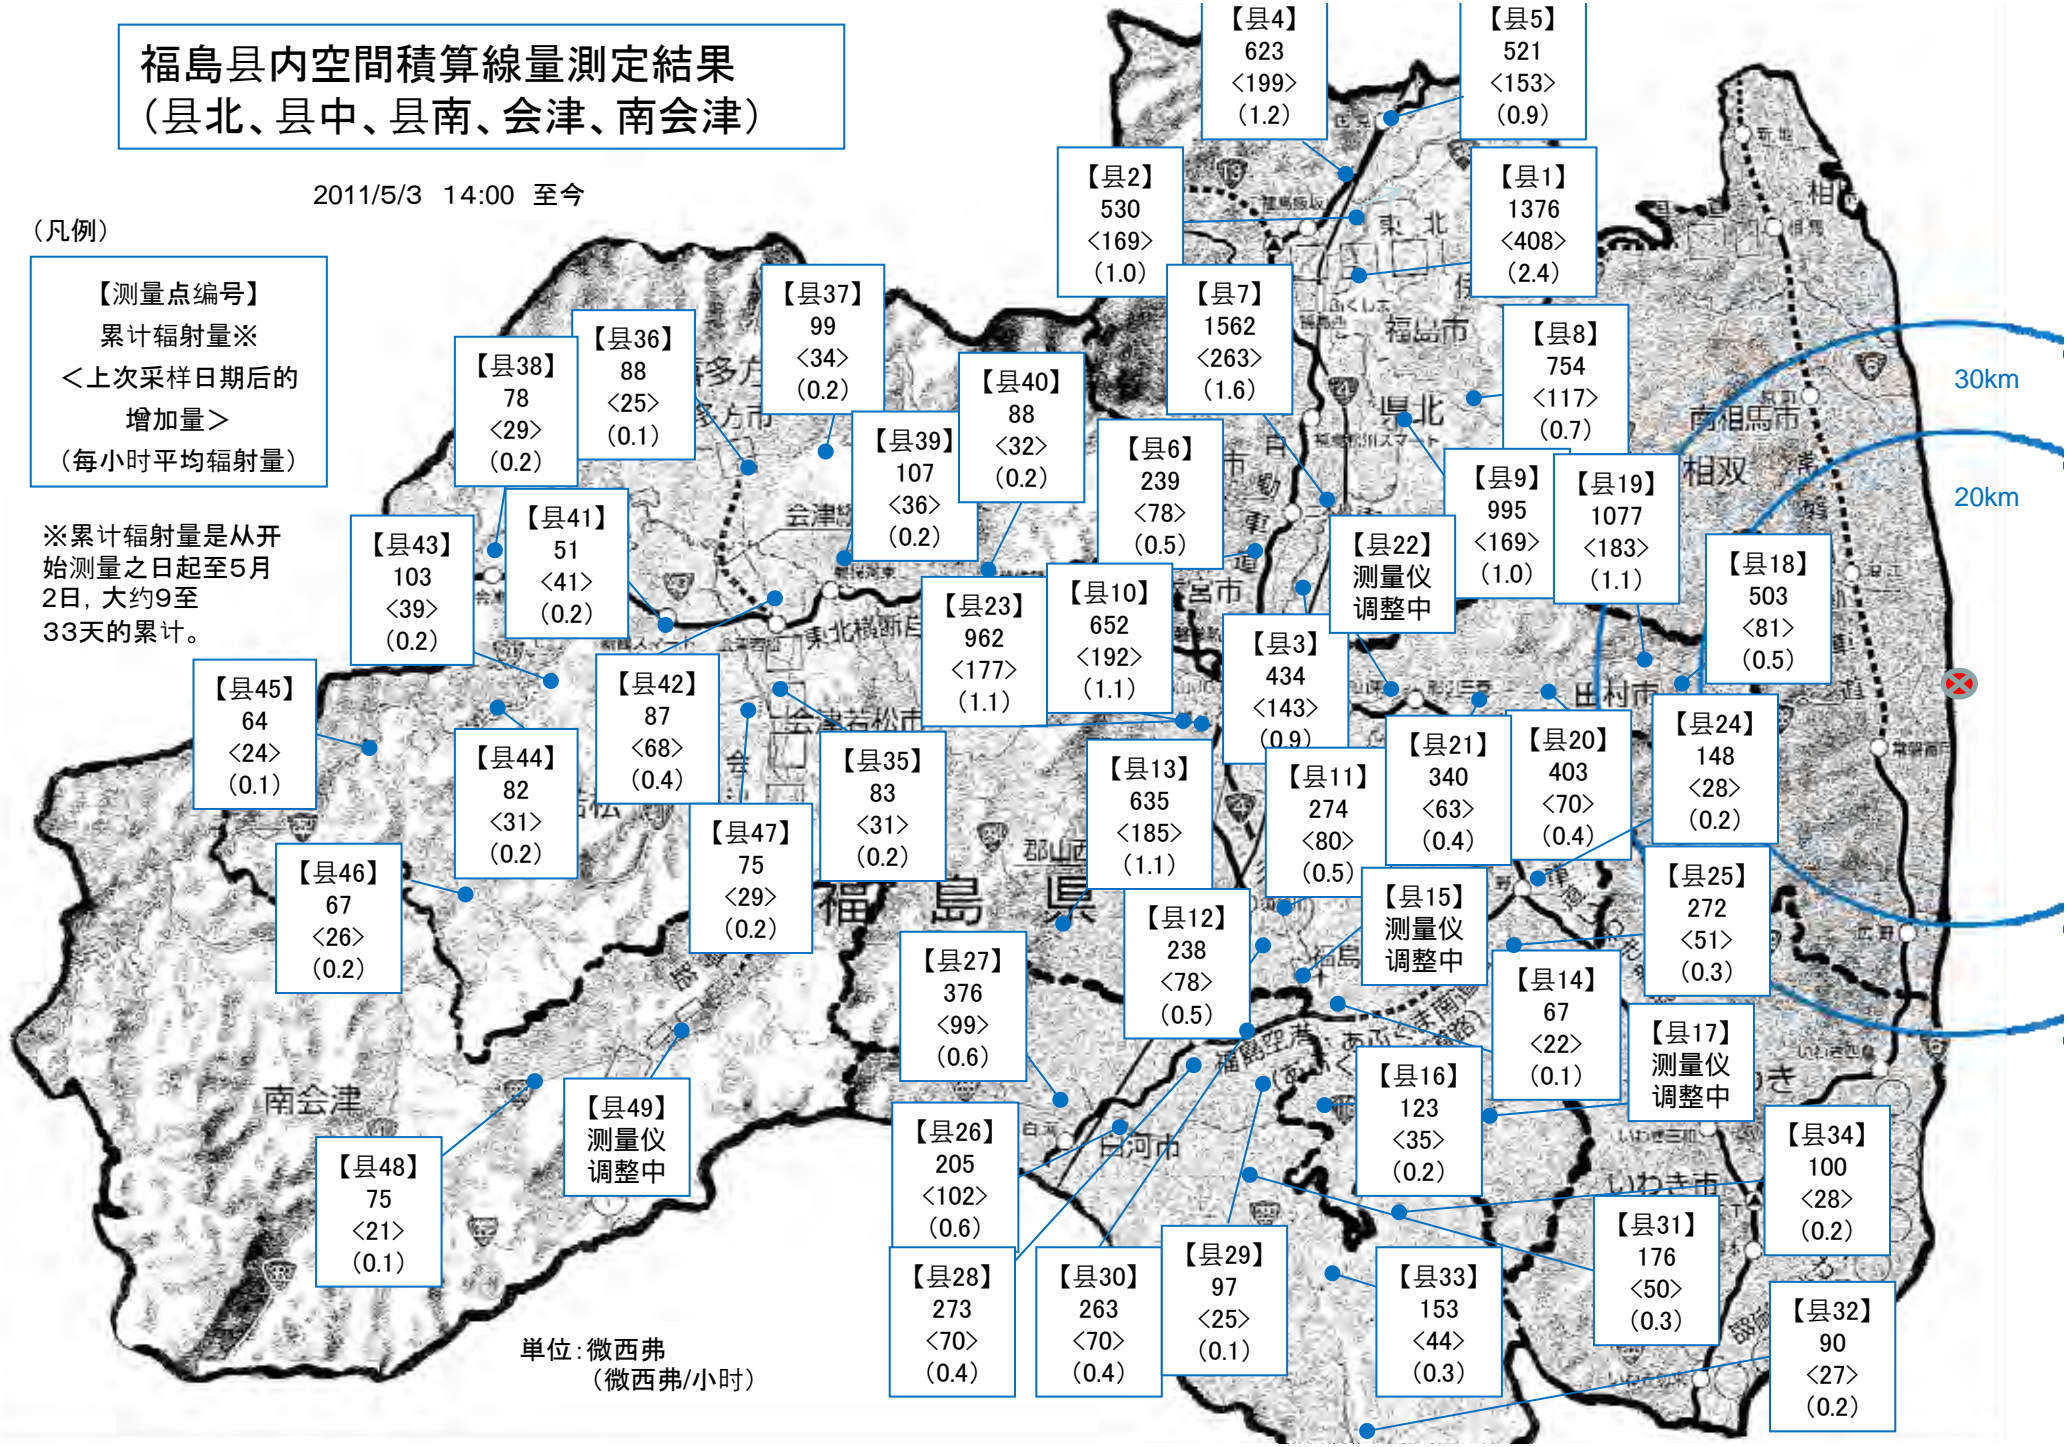 福島县内空間積算線量測定結果
（县北、县中、县南、会津、南会津）
2011/5/3 14:00 至今
（凡例）
【测量点编号】
累计辐射量※
＜上次采样日期后的
增加量＞
（每小时平均辐射量）
※累计辐射量是从开
始测量之日起至5月
2日，大约9至
33天的累计。
【县4】
623
<199>
（1.2）
【县5】
521
<153>
（0.9）
【县2】
530
<169>
（1.0）
【县1】
1376
<408>
（2.4）
【县7】
1562
<263>
（1.6）
【县8】
754
<117>
（0.7）
【县37】
99
<34>
（0.2）
【县36】
88
<25>
（0.1）
【县38】
78
<29>
（0.2）
【县40】
88
<32>
（0.2）
【县39】
107
<36>
（0.2）
【县6】
239
<78>
（0.5）
【县9】
995
<169>
（1.0）
【县19】
1077
<183>
（1.1）
【县41】
51
<41>
（0.2）
【县43】
103
<39>
（0.2）
【县22】
测量仪
调整中
【县18】
503
<81>
（0.5）
【县23】
962
<177>
（1.1）
【县10】
652
<192>
（1.1）
【县3】
434
<143>
（0.9）
【县45】
64
<24>
（0.1）
【县42】
87
<68>
（0.4）
【县44】
82
<31>
（0.2）
【县35】
83
<31>
（0.2）
【县13】
635
<185>
（1.1）
【县11】
274
<80>
（0.5）
【县21】
340
<63>
（0.4）
【县20】
403
<70>
（0.4）
【县24】
148
<28>
（0.2）
【县47】
75
<29>
（0.2）
【县46】
67
<26>
（0.2）
【县12】
238
<78>
（0.5）
【县15】
测量仪
调整中
【县25】
272
<51>
（0.3）
【县27】
376
<99>
（0.6）
【县14】
67
<22>
（0.1）
【县17】
测量仪
调整中
【县16】
123
<35>
（0.2）
【县49】
测量仪
调整中
【县48】
75
<21>
（0.1）
【县26】
205
<102>
（0.6）
【县34】
100
<28>
（0.2）
【县31】
176
<50>
（0.3）
【县28】
273
<70>
（0.4）
【县30】
263
<70>
（0.4）
【县29】
97
<25>
（0.1）
【县33】
153
<44>
（0.3）
【县32】
90
<27>
（0.2）
30km
20km
単位：微西弗
（微西弗/小时）
東北
福島市
県北
南相馬市
相双
田村市
会津若松市
東北横断自
福島県
南会津
白河市
福島空港
いわき市